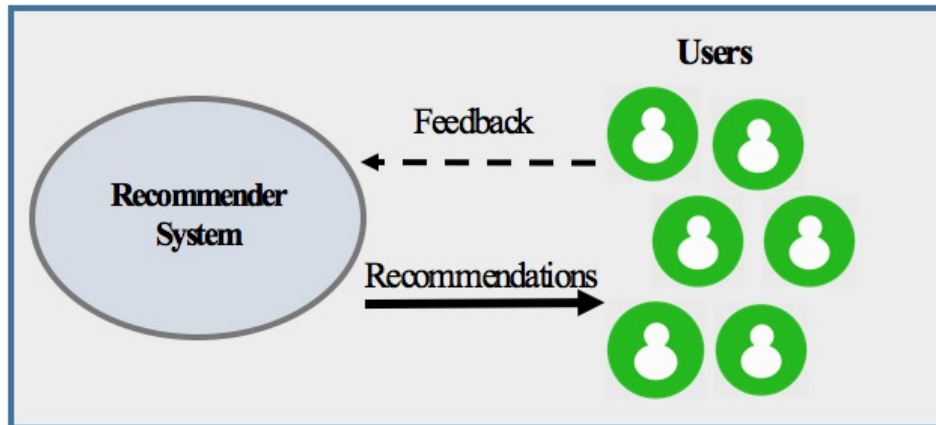 Users
Feedback
Recommender
System
Recommendations